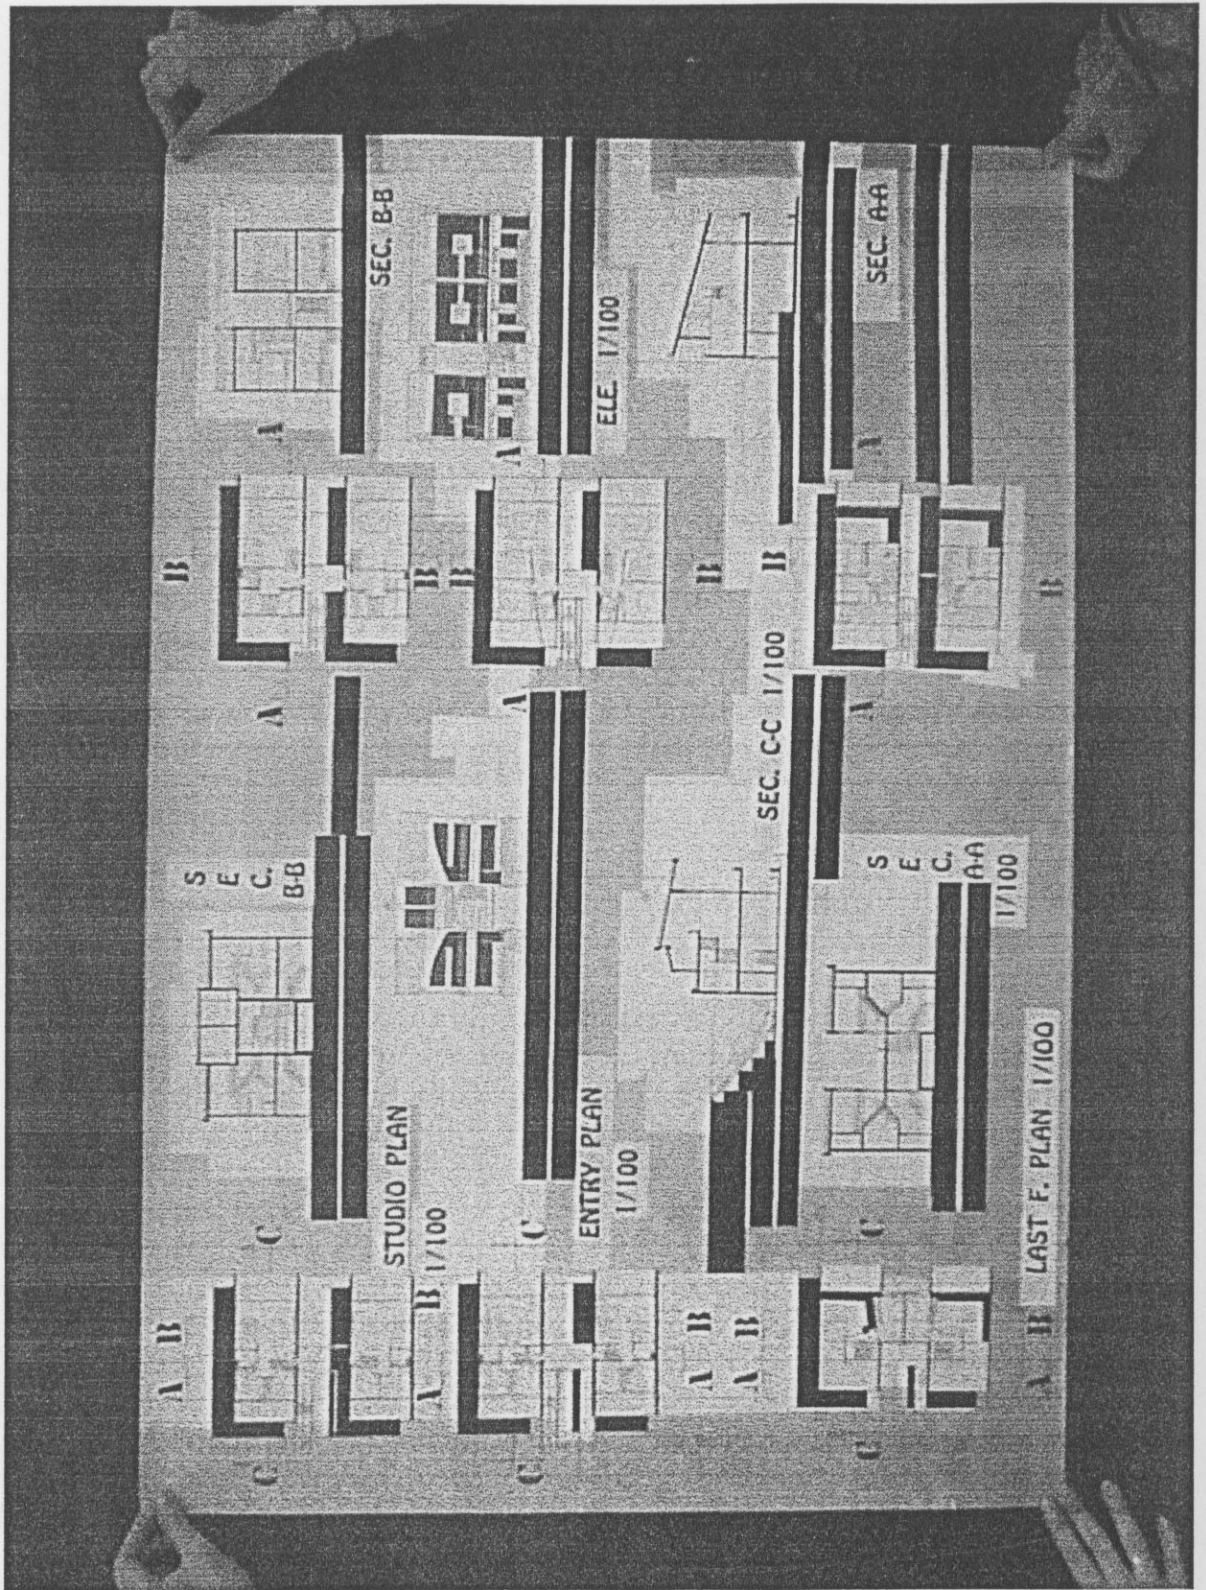 A B
B
S
E
C.
B-B
C
C
A
A
SEC. B-B
STUDIO PLAN
1/100
A B
B
B
C
C
A
A
ENTRY PLAN
1/100
ELE. 1/100
A B
B
A B
B
SEC. C-C 1/100
C
C
A
A
SEC. A-A
S
E
C.
A-A
1/100
A B
LAST F. PLAN 1/100
B